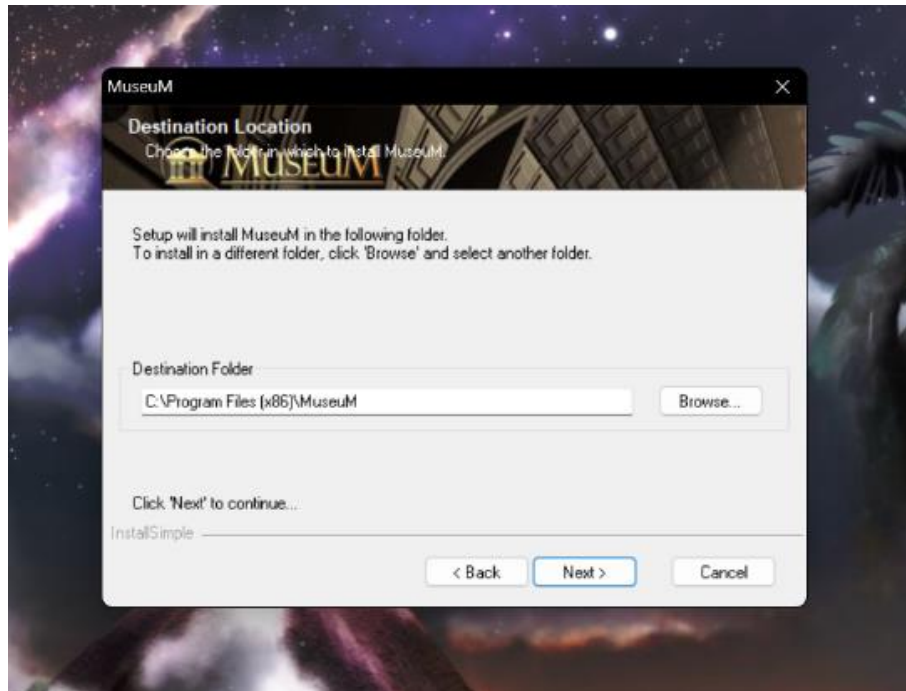 MuseuM
Destination Location
Choose the folder in which to install MuseuM.
MUSEUM
Setup will install MuseuM in the following folder.
To install in a different folder, click 'Browse' and select another folder.
Destination Folder
C:\Program Files (x86)\MuseuM
Browse...
Click 'Next' to continue...
InstallSimple
< Back
Next >
Cancel